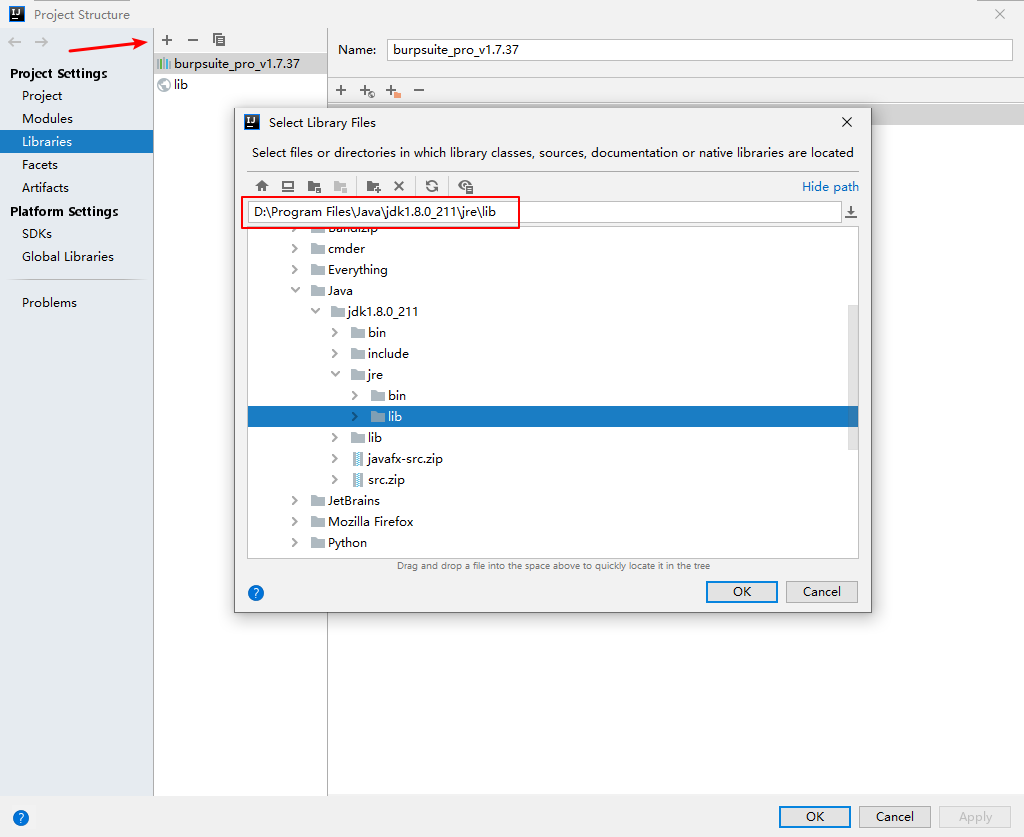 Project Structure
Project Settings
Project
Modules
Libraries
Facets
Artifacts
Platform Settings
SDKs
Global Libraries
Problems
burpsuite_pro_v1.7.37
lib
Name: burpsuite_pro_v1.7.37
Select Library Files
Select files or directories in which library classes, sources, documentation or native libraries are located
Hide path
D:\Program Files\Java\jdk1.8.0_211\jre\lib
Bandizip
cmder
Everything
Java
jdk1.8.0_211
bin
include
jre
bin
lib
lib
javafx-src.zip
src.zip
JetBrains
Mozilla Firefox
Python
Drag and drop a file into the space above to quickly locate it in the tree
? OK Cancel
? OK Cancel Apply